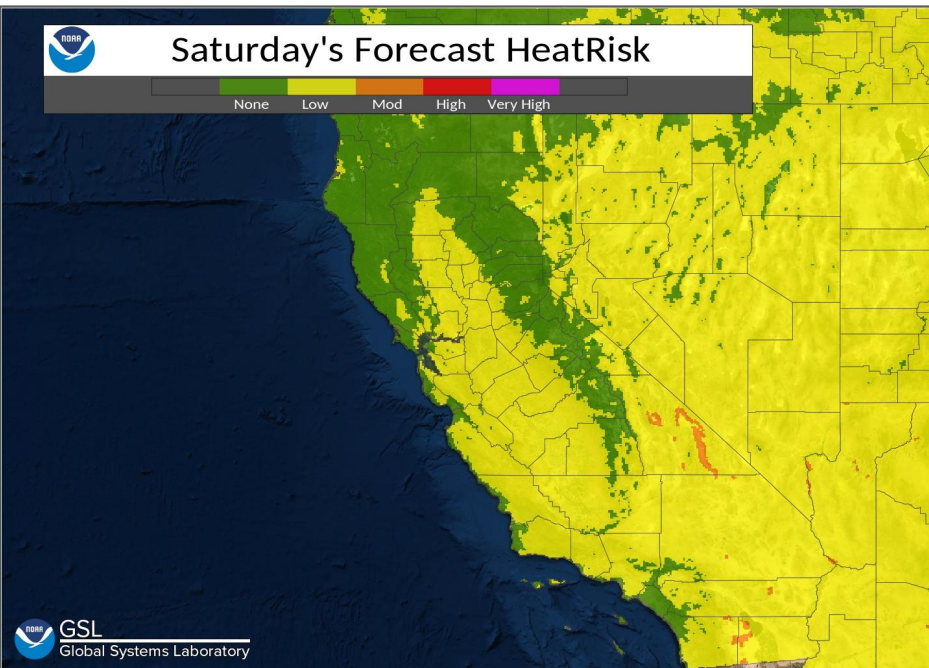 NOAA
Saturday's Forecast HeatRisk
None Low Mod High Very High
NOAA
GSL
Global Systems Laboratory